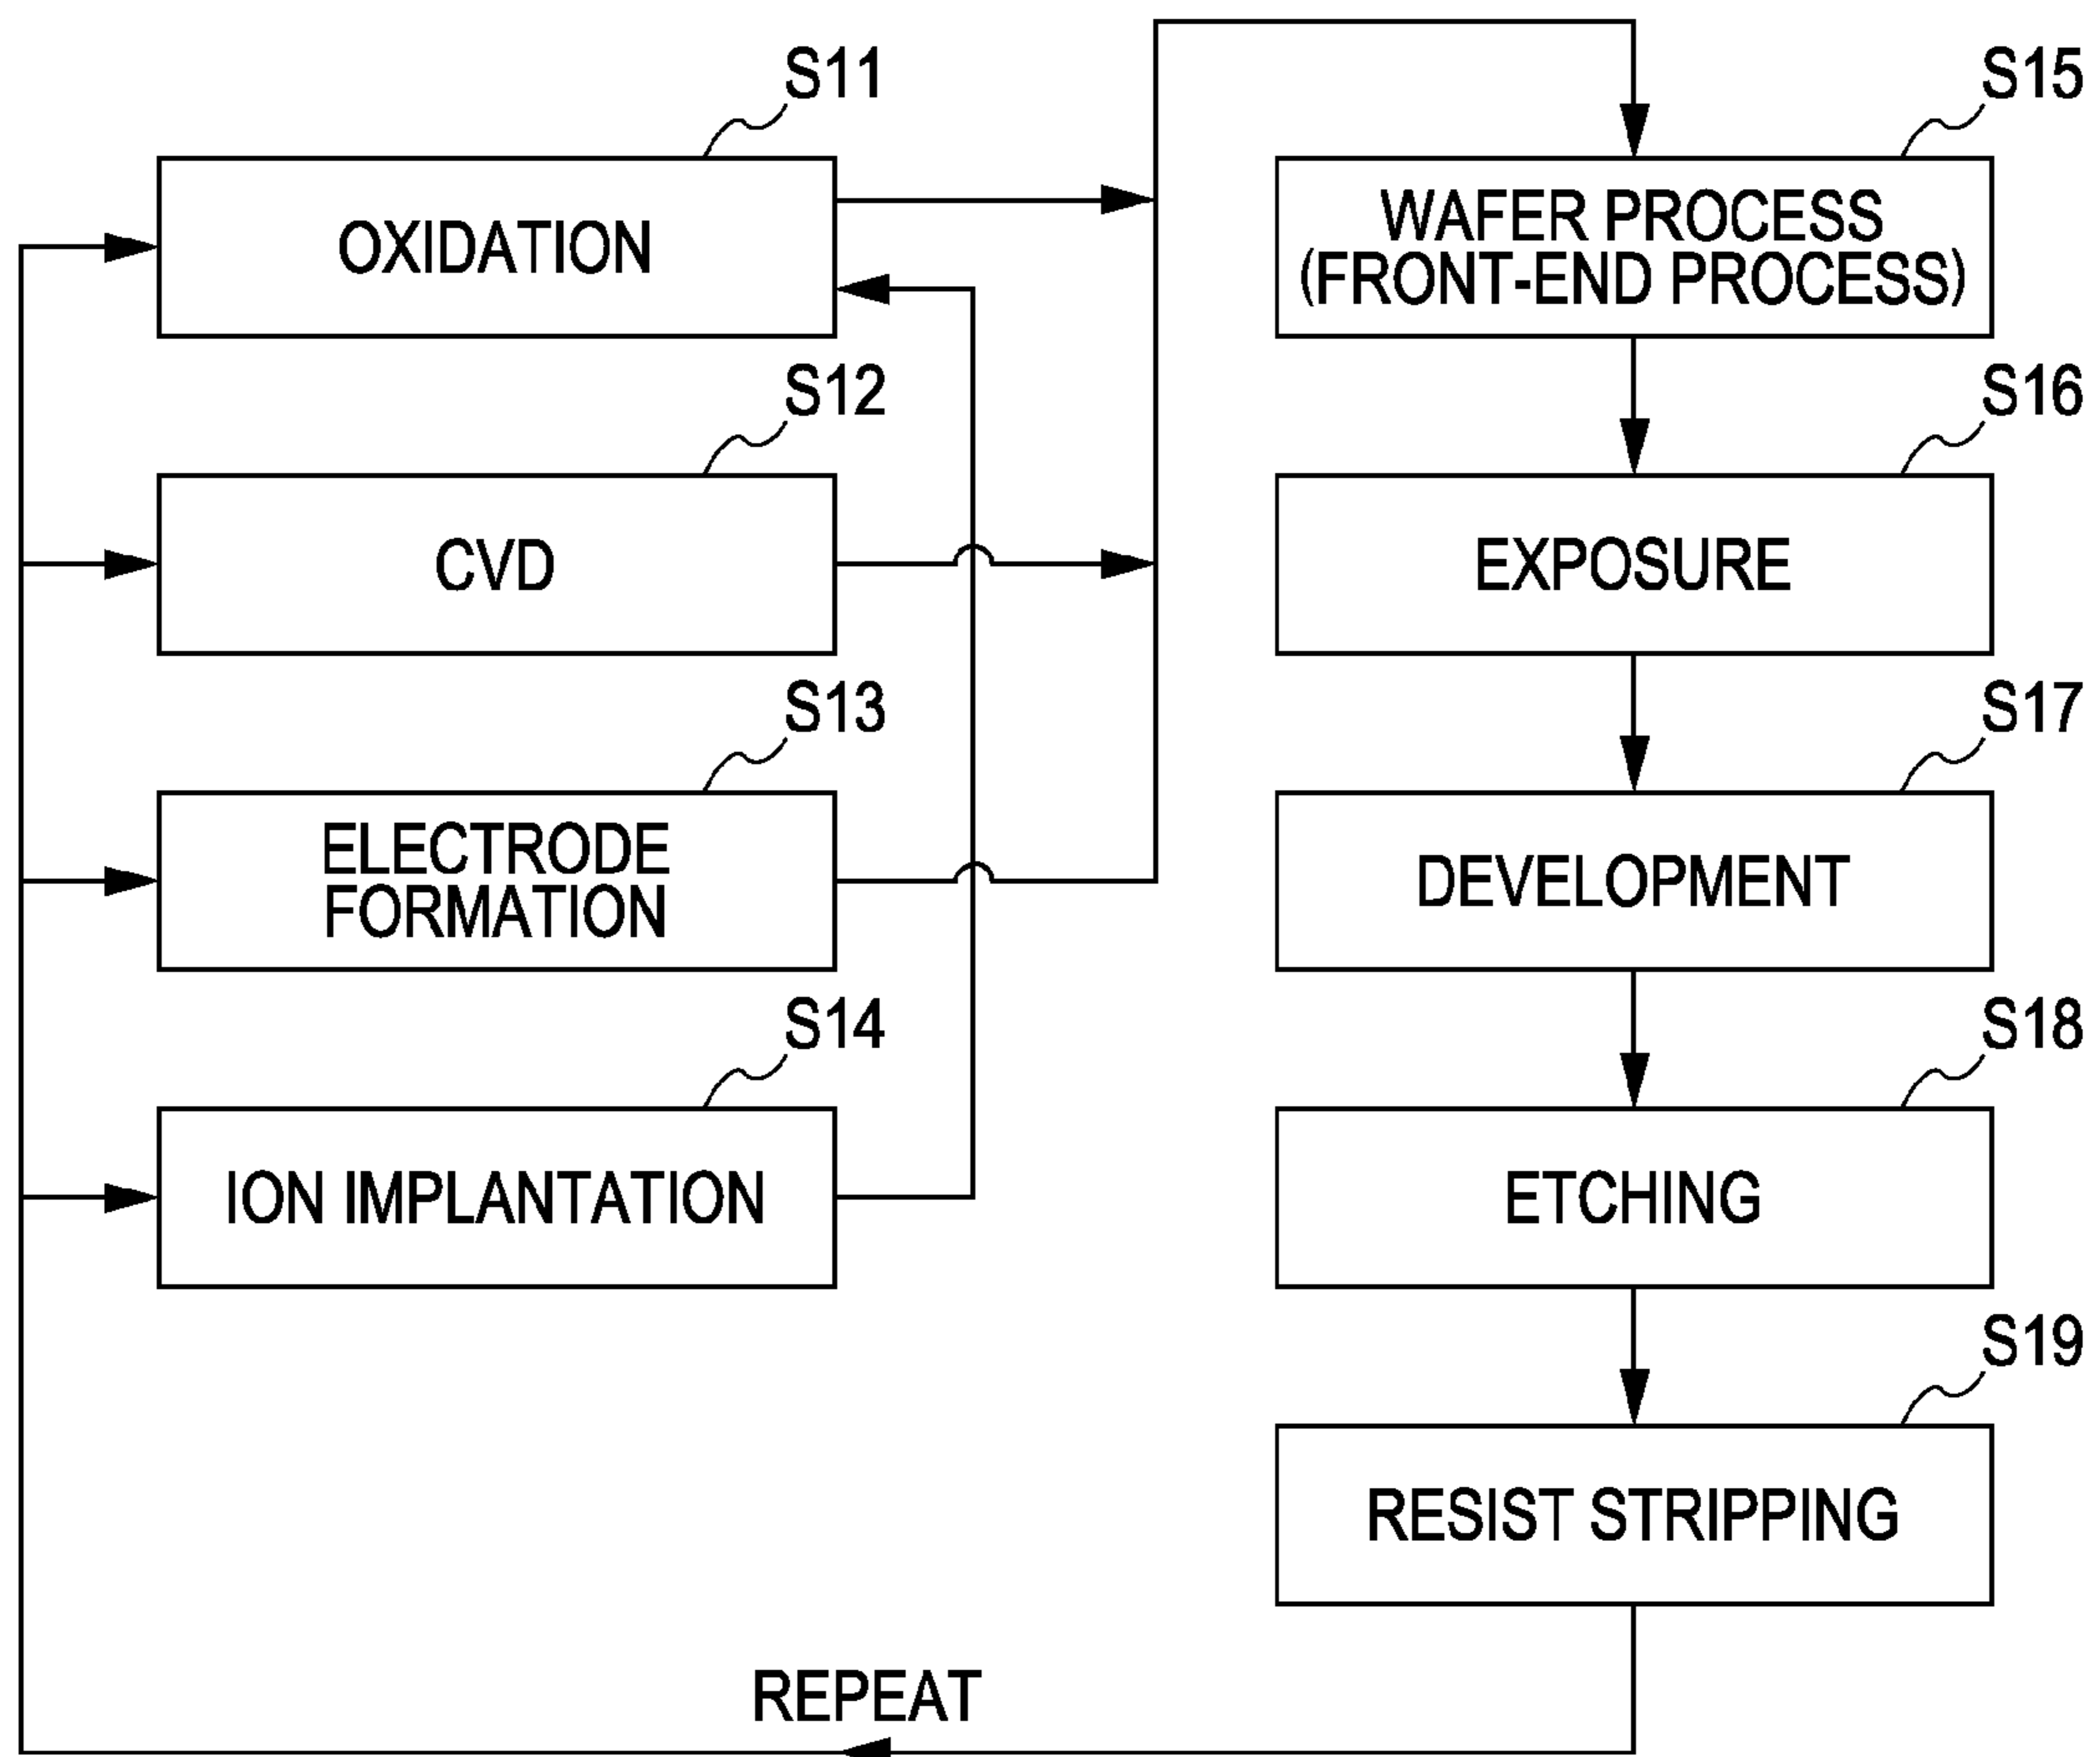 S11
OXIDATION
S12
CVD
S13
ELECTRODE
FORMATION
S14
ION IMPLANTATION
S15
WAFER PROCESS
(FRONT-END PROCESS)
S16
EXPOSURE
S17
DEVELOPMENT
S18
ETCHING
S19
RESIST STRIPPING
REPEAT